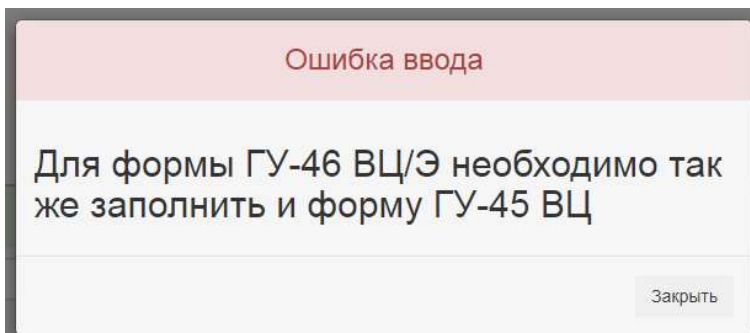 Ошибка ввода
Для формы ГУ-46 ВЦ/Э необходимо так
же заполнить и форму ГУ-45 ВЦ
Закрыть